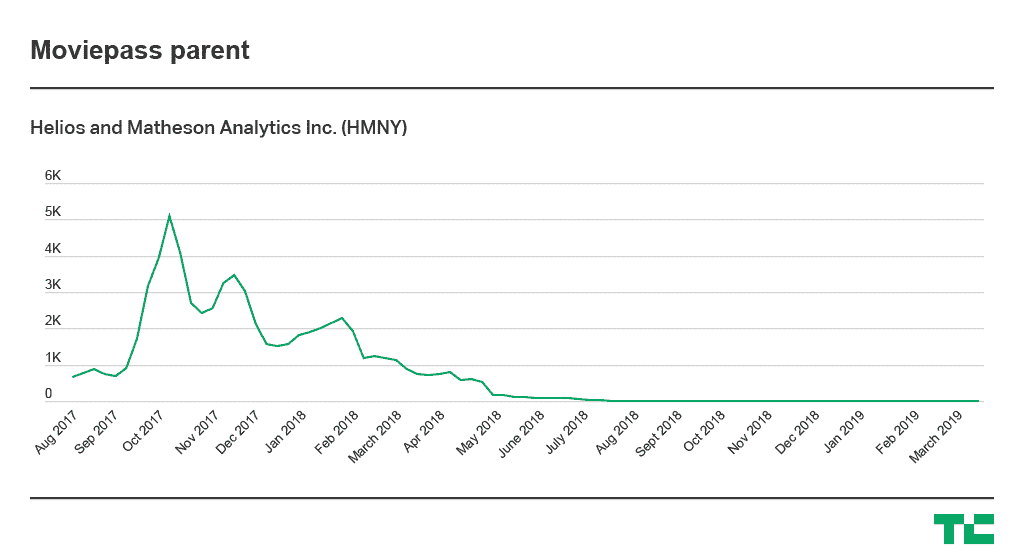 Moviepass parent
Helios and Matheson Analytics Inc. (HMNY)
6K
5K
4K
3K
2K
1K
0
Aug 2017
Sep 2017
Oct 2017
Nov 2017
Dec 2017
Jan 2018
Feb 2018
March 2018
Apr 2018
May 2018
June 2018
July 2018
Aug 2018
Sept 2018
Oct 2018
Nov 2018
Dec 2018
Jan 2019
Feb 2019
March 2019
TC